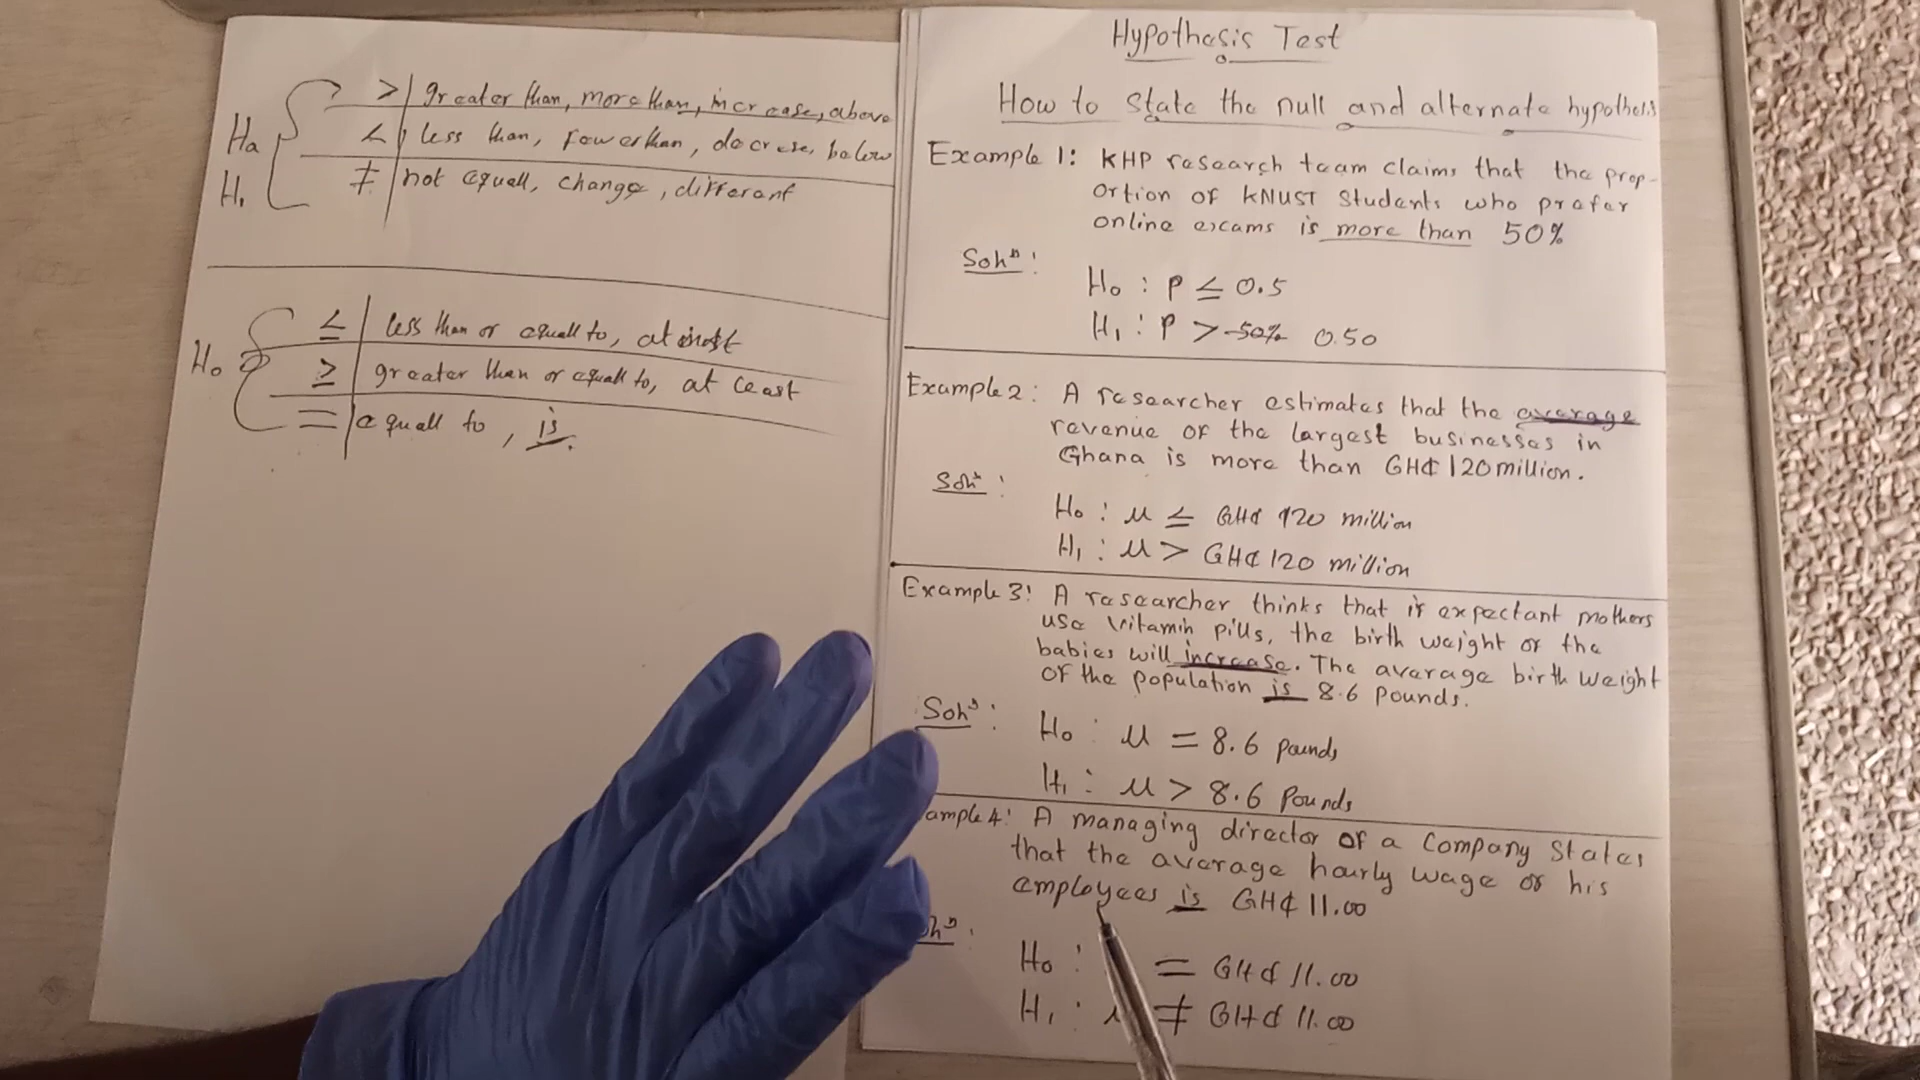 Ha
H₁
> greater than, more than, increase, above
< less than, fewer than, decrese, below
≠ not equall, change, different
H₀
≤ less than or equall to, at most
≥ greater than or equall to, at least
= equall to, is.
Hypothesis Test
How to state the null and alternate hypothesis
Example 1: KHP research team claims that the prop-
ortion of KNUST students who prefer
online exams is more than 50%
Solⁿ:
H₀ : P ≤ 0.5
H₁ : P > 50% 0.50
Example 2: A researcher estimates that the average
revenue of the largest businesses in
Ghana is more than GH₵ 120 million.
Solⁿ:
H₀ : μ ≤ GH₵ 120 million
H₁ : μ > GH₵ 120 million
Example 3: A researcher thinks that if expectant mothers
use vitamin pills, the birth weight of the
babies will increase. The average birth weight
of the population is 8.6 pounds.
Solⁿ:
H₀ : μ = 8.6 pounds
H₁ : μ > 8.6 Pounds
ample 4: A managing director of a company states
that the average hourly wage of his
employees is GH₵ 11.00
lⁿ:
H₀ : = GH₵ 11.00
H₁ : ≠ GH₵ 11.00